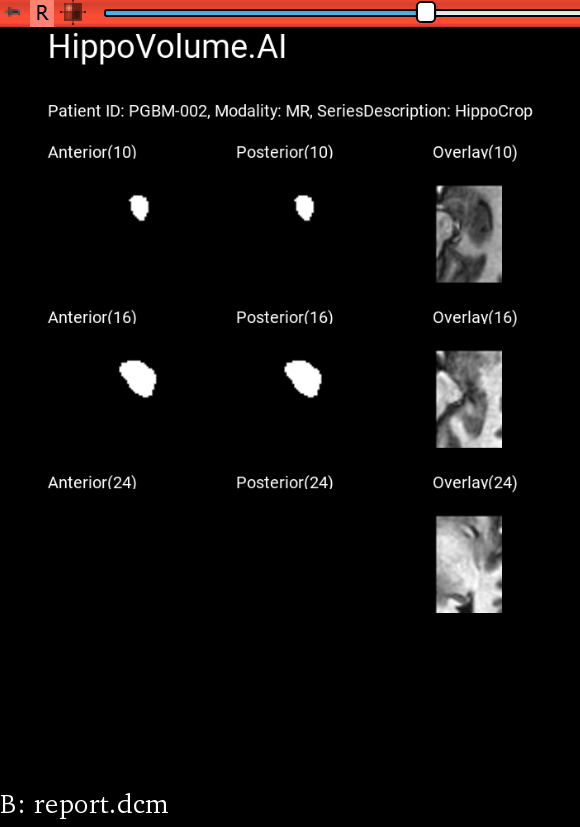 R
HippoVolume.AI
Patient ID: PGBM-002, Modality: MR, SeriesDescription: HippoCrop
Anterior(10) Posterior(10) Overlay(10)
Anterior(16) Posterior(16) Overlay(16)
Anterior(24) Posterior(24) Overlay(24)
B: report.dcm